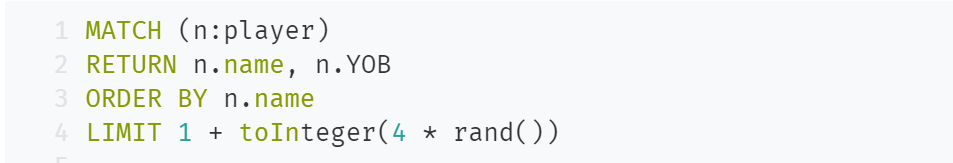 1 MATCH (n:player)
2 RETURN n.name, n.YOB
3 ORDER BY n.name
4 LIMIT 1 + toInteger(4 * rand())